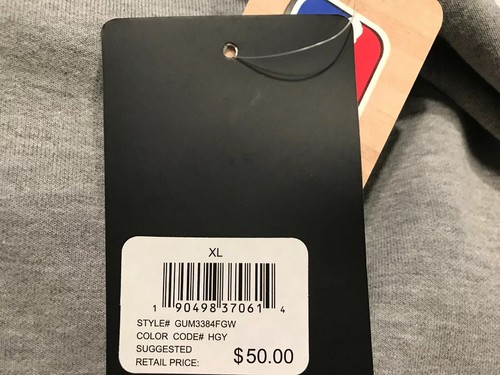 XL
1 90498 37061 4
STYLE# GUM3384FGW
COLOR CODE# HGY
SUGGESTED
RETAIL PRICE: $50.00